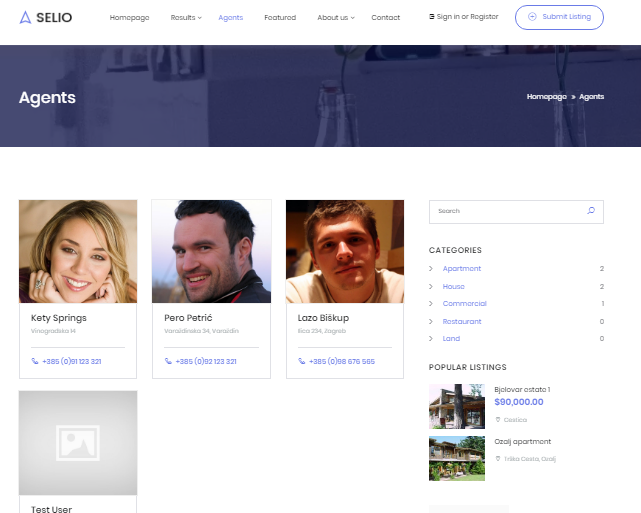 SELIO
Homepage
Results
Agents
Featured
About us
Contact
Sign in or Register
Submit Listing
Agents
Homepage » Agents
Kety Springs
Vinogradska 14
+385 (0)91 123 321
Pero Petrić
Varaždinska 34, Varaždin
+385 (0)92 123 321
Lazo Biškup
Ilica 234, Zagreb
+385 (0)98 676 565
Test User
Search
CATEGORIES
Apartment 2
House 2
Commercial 1
Restaurant 0
Land 0
POPULAR LISTINGS
Bjelovar estate 1
$90,000.00
Ozalj apartment
Trška Cesta, Ozalj